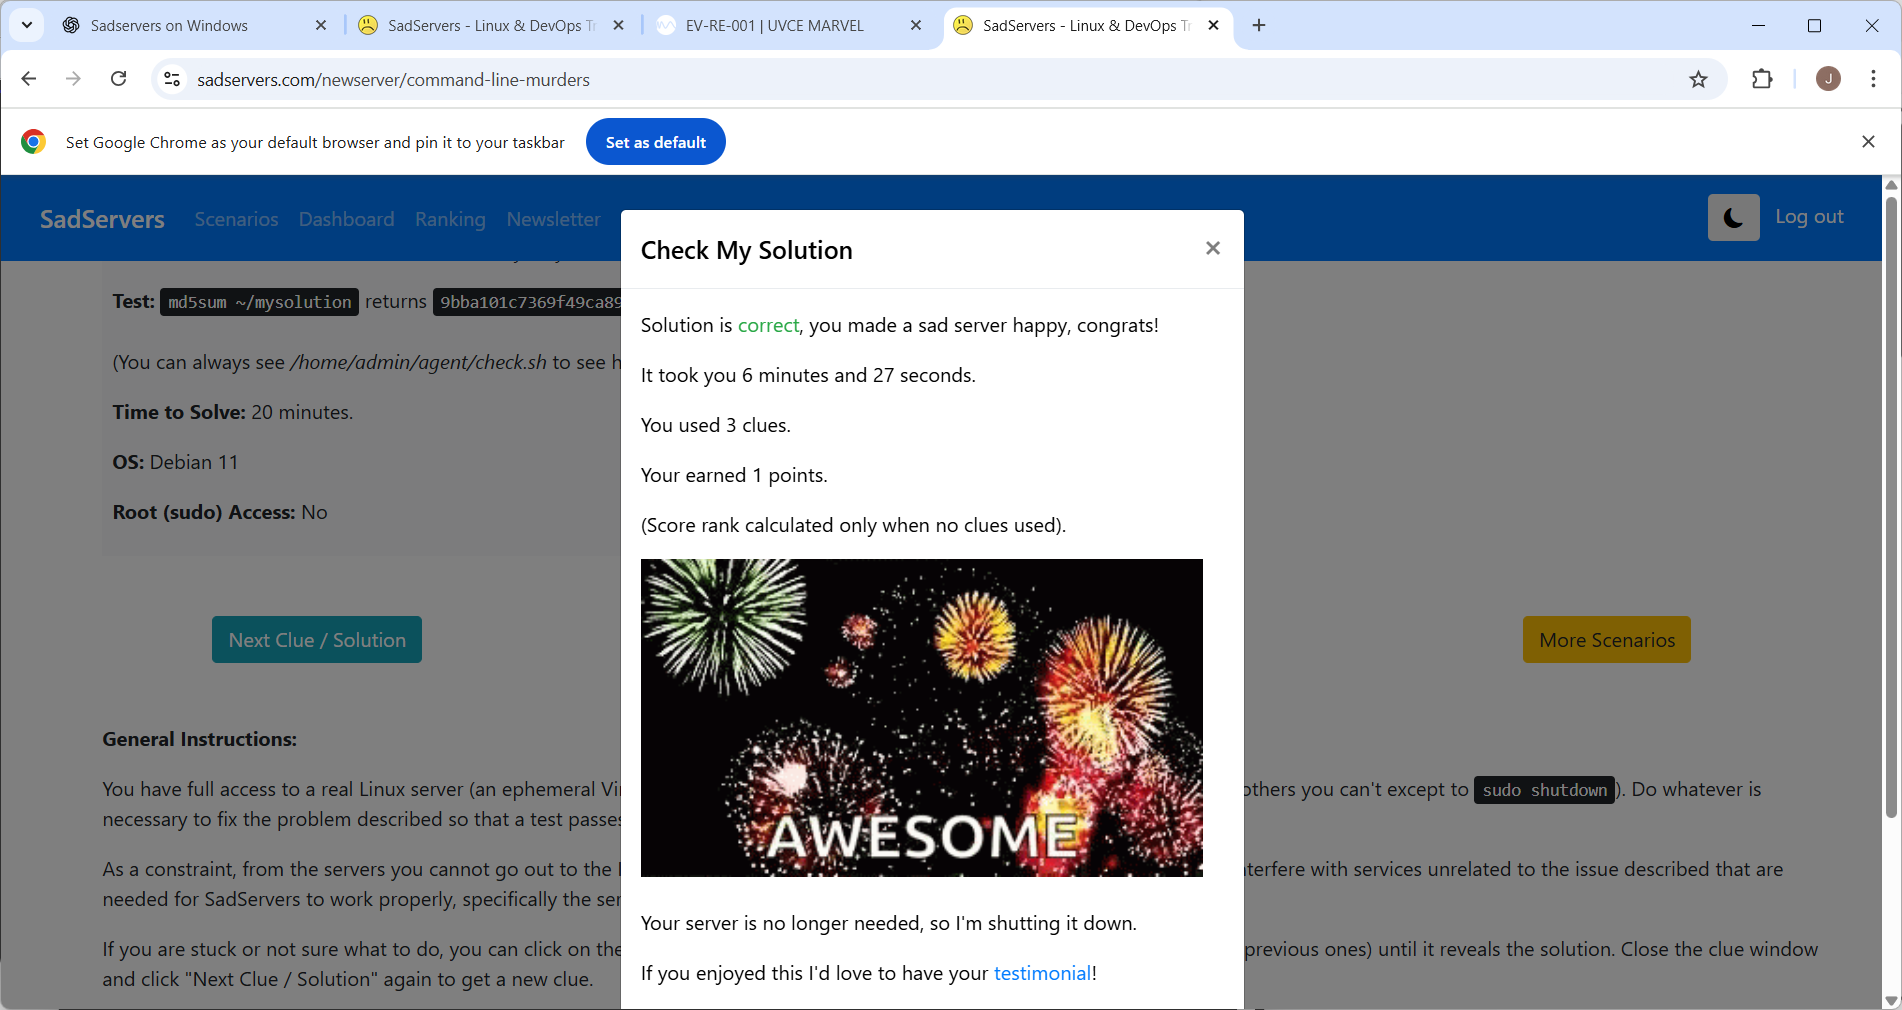 Sadservers on Windows
SadServers - Linux & DevOps Tr
EV-RE-001 | UVCE MARVEL
SadServers - Linux & DevOps Tr
sadservers.com/newserver/command-line-murders
J
Set Google Chrome as your default browser and pin it to your taskbar
Set as default
SadServers
Scenarios
Dashboard
Ranking
Newsletter
Log out
Check My Solution
Test: md5sum ~/mysolution returns 9bba101c7369f49ca89
(You can always see /home/admin/agent/check.sh to see h
Time to Solve: 20 minutes.
OS: Debian 11
Root (sudo) Access: No
Solution is correct, you made a sad server happy, congrats!
It took you 6 minutes and 27 seconds.
You used 3 clues.
Your earned 1 points.
(Score rank calculated only when no clues used).
AWESOME
Your server is no longer needed, so I'm shutting it down.
If you enjoyed this I'd love to have your testimonial!
Next Clue / Solution
More Scenarios
General Instructions:
You have full access to a real Linux server (an ephemeral Vi
others you can't except to sudo shutdown ). Do whatever is
necessary to fix the problem described so that a test passes
As a constraint, from the servers you cannot go out to the
terfere with services unrelated to the issue described that are
needed for SadServers to work properly, specifically the ser
If you are stuck or not sure what to do, you can click on the
previous ones) until it reveals the solution. Close the clue window
and click "Next Clue / Solution" again to get a new clue.